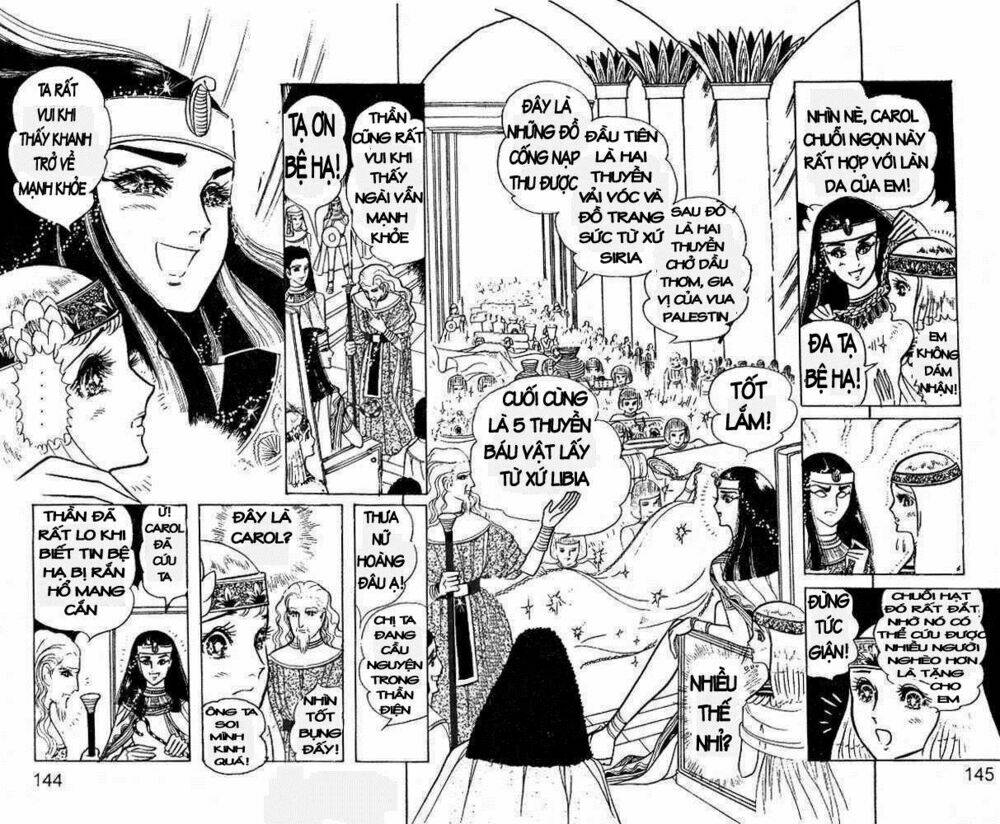 TA RẤT
VUI KHI
THẤY KHANH
TRỞ VỀ
MẠNH KHỎE
TẠ ƠN
BỆ HẠ!
THẦN
CŨNG RẤT
VUI KHI
THẤY
NGÀI VẪN
MẠNH
KHỎE
THẦN ĐÃ
RẤT LO KHI
BIẾT TIN BỆ
HẠ BỊ RẮN
HỔ MANG
CẮN
Ừ!
CAROL
ĐÃ
CỨU TA
ĐÂY LÀ
CAROL?
ÔNG TA
SOI
MÌNH
KINH
QUÁ!
NHÌN
TỐT
BỤNG
ĐẤY!
THƯA
NỮ
HOÀNG
ĐÂU Ạ!
CHỊ TA
ĐANG
CẦU
NGUYỆN
TRONG
THẦN
ĐIỆN
144
ĐÂY LÀ
NHỮNG ĐỒ
CỐNG NẠP
THU ĐƯỢC
ĐẦU TIÊN
LÀ HAI
THUYỀN
VẢI VÓC VÀ
ĐỒ TRANG
SỨC TỪ XỨ
SIRIA
SAU ĐÓ
LÀ HAI
THUYỀN
CHỞ DẦU
THƠM, GIA
VỊ CỦA VUA
PALESTIN
CUỐI CÙNG
LÀ 5 THUYỀN
BÁU VẬT LẤY
TỪ XỨ LIBIA
TỐT
LẮM!
NHIỀU
THẾ
NHỈ?
NHÌN NÈ, CAROL
CHUỖI NGỌN NÀY
RẤT HỢP VỚI LÀN
DA CỦA EM!
ĐA TẠ
BỆ HẠ!
EM
KHÔNG
DÁM
NHẬN!
ĐỪNG
TỨC
GIẬN!
CHUỖI HẠT
ĐÓ RẤT ĐẮT.
NHỜ NÓ CÓ
THỂ CỨU ĐƯỢC
NHIỀU NGƯỜI
NGHÈO HƠN
LÀ TẶNG
CHO
EM
145